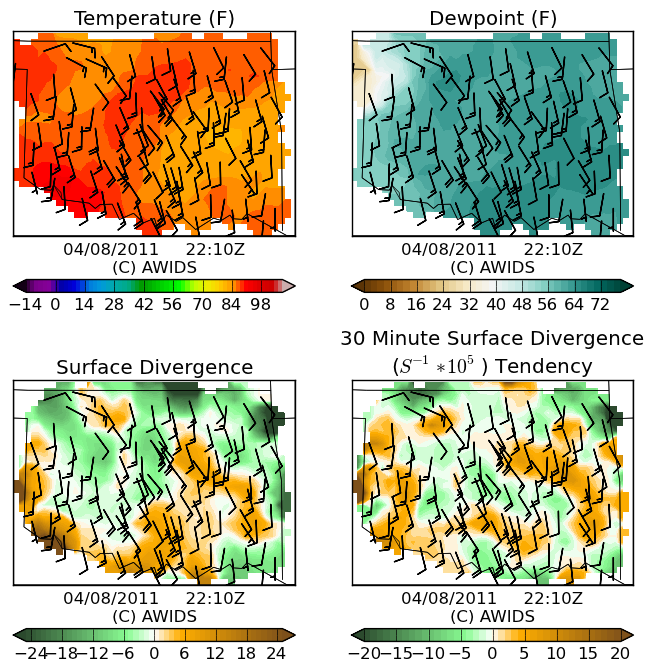 Temperature (F)
Dewpoint (F)
04/08/2011 22:10Z
(C) AWIDS
−14 0 14 28 42 56 70 84 98
04/08/2011 22:10Z
(C) AWIDS
0 8 16 24 32 40 48 56 64 72
Surface Divergence
30 Minute Surface Divergence
(S⁻¹ *10⁵ ) Tendency
04/08/2011 22:10Z
(C) AWIDS
−24 −18 −12 −6 0 6 12 18 24
04/08/2011 22:10Z
(C) AWIDS
−20 −15 −10 −5 0 5 10 15 20